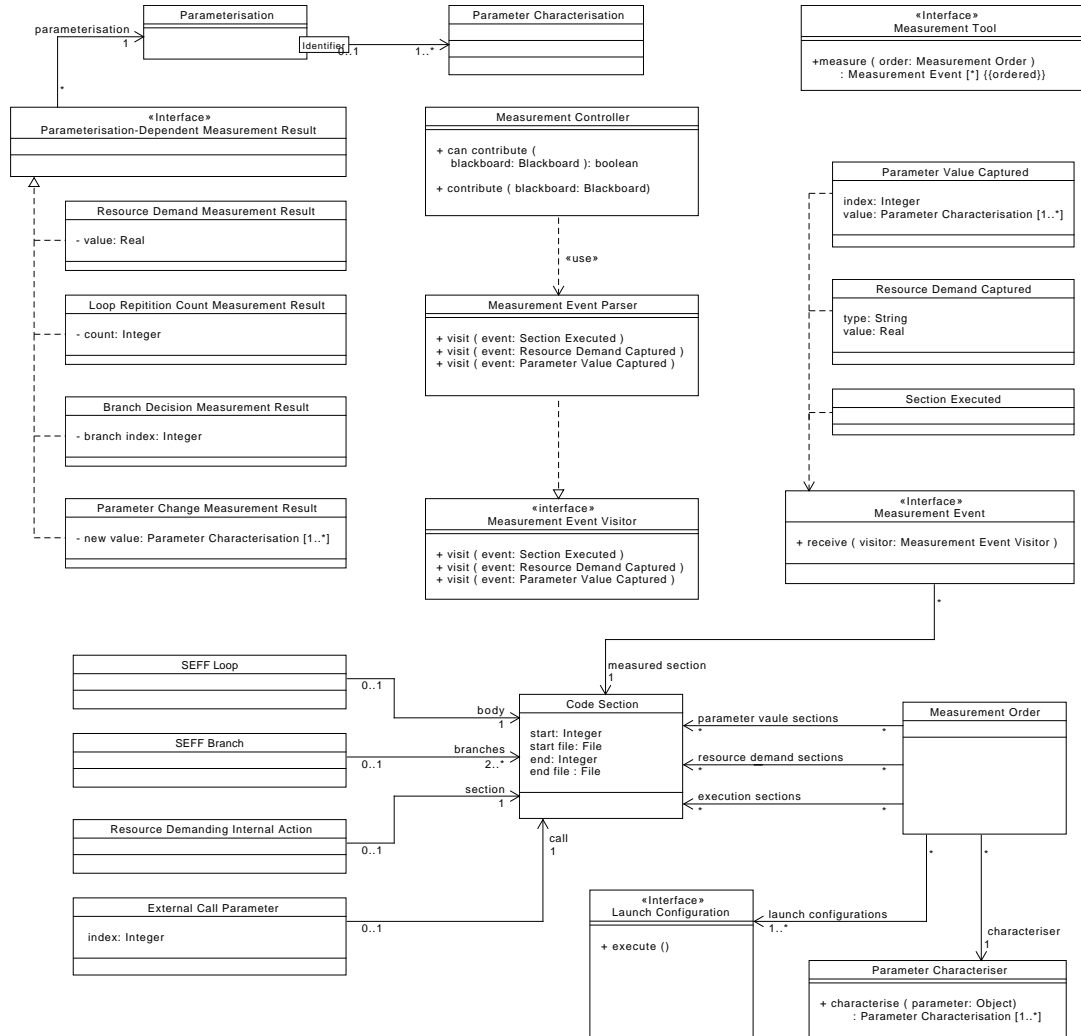 Parameterisation
Parameter Characterisation
«Interface»
Measurement Tool
parameterisation
1
Identifier
0..1
1..*
+measure ( order: Measurement Order )
: Measurement Event [*] {{ordered}}
*
«Interface»
Parameterisation-Dependent Measurement Result
Measurement Controller
+ can contribute (
blackboard: Blackboard ): boolean
+ contribute ( blackboard: Blackboard)
Parameter Value Captured
index: Integer
value: Parameter Characterisation [1..*]
Resource Demand Measurement Result
- value: Real
«use»
Resource Demand Captured
type: String
value: Real
Loop Repitition Count Measurement Result
- count: Integer
Measurement Event Parser
+ visit ( event: Section Executed )
+ visit ( event: Resource Demand Captured )
+ visit ( event: Parameter Value Captured )
Section Executed
Branch Decision Measurement Result
- branch index: Integer
Parameter Change Measurement Result
- new value: Parameter Characterisation [1..*]
«interface»
Measurement Event Visitor
+ visit ( event: Section Executed )
+ visit ( event: Resource Demand Captured )
+ visit ( event: Parameter Value Captured )
«Interface»
Measurement Event
+ receive ( visitor: Measurement Event Visitor )
*
measured section
1
SEFF Loop
0..1
body
1
Code Section
start: Integer
start file: File
end: Integer
end file : File
Measurement Order
parameter vaule sections
*
*
SEFF Branch
0..1
branches
2..*
resource demand sections
*
*
section
1
execution sections
*
*
Resource Demanding Internal Action
0..1
call
1
*
*
External Call Parameter
index: Integer
0..1
«Interface»
Launch Configuration
+ execute ()
launch configurations
1..*
characteriser
1
Parameter Characteriser
+ characterise ( parameter: Object)
: Parameter Characterisation [1..*]